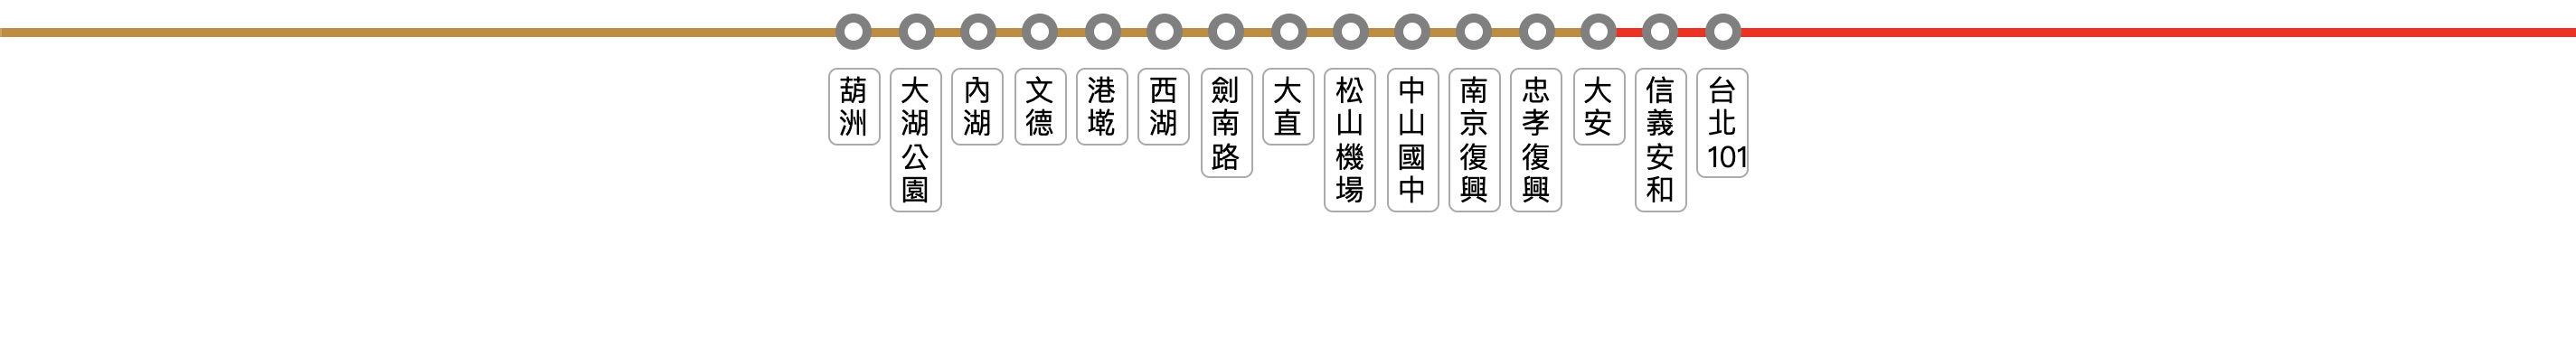 葫洲
大湖公園
內湖
文德
港墘
西湖
劍南路
大直
松山機場
中山國中
南京復興
忠孝復興
大安
信義安和
台北101